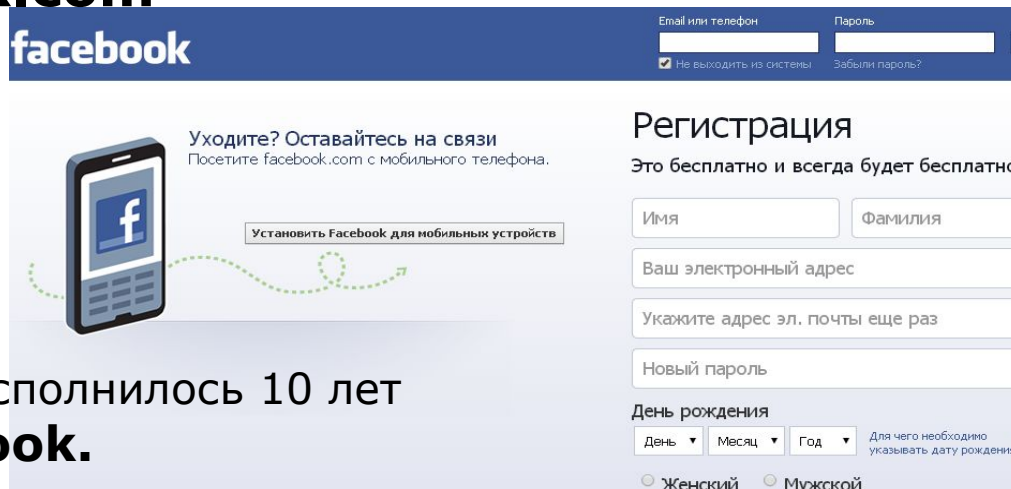 facebook
Email или телефон
Пароль
Не выходить из системы
Забыли пароль?
Уходите? Оставайтесь на связи
Посетите facebook.com с мобильного телефона.
f
Установить Facebook для мобильных устройств
Регистрация
Это бесплатно и всегда будет бесплатно
Имя
Фамилия
Ваш электронный адрес
Укажите адрес эл. почты еще раз
Новый пароль
День рождения
День Месяц Год
Для чего необходимо
указывать дату рождения
Женский Мужской
сполнилось 10 лет
ook.